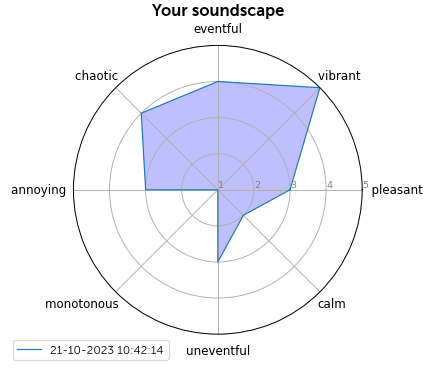 Your soundscape
eventful
chaotic
vibrant
annoying
1 2 3 4 5
pleasant
monotonous
calm
uneventful
21-10-2023 10:42:14